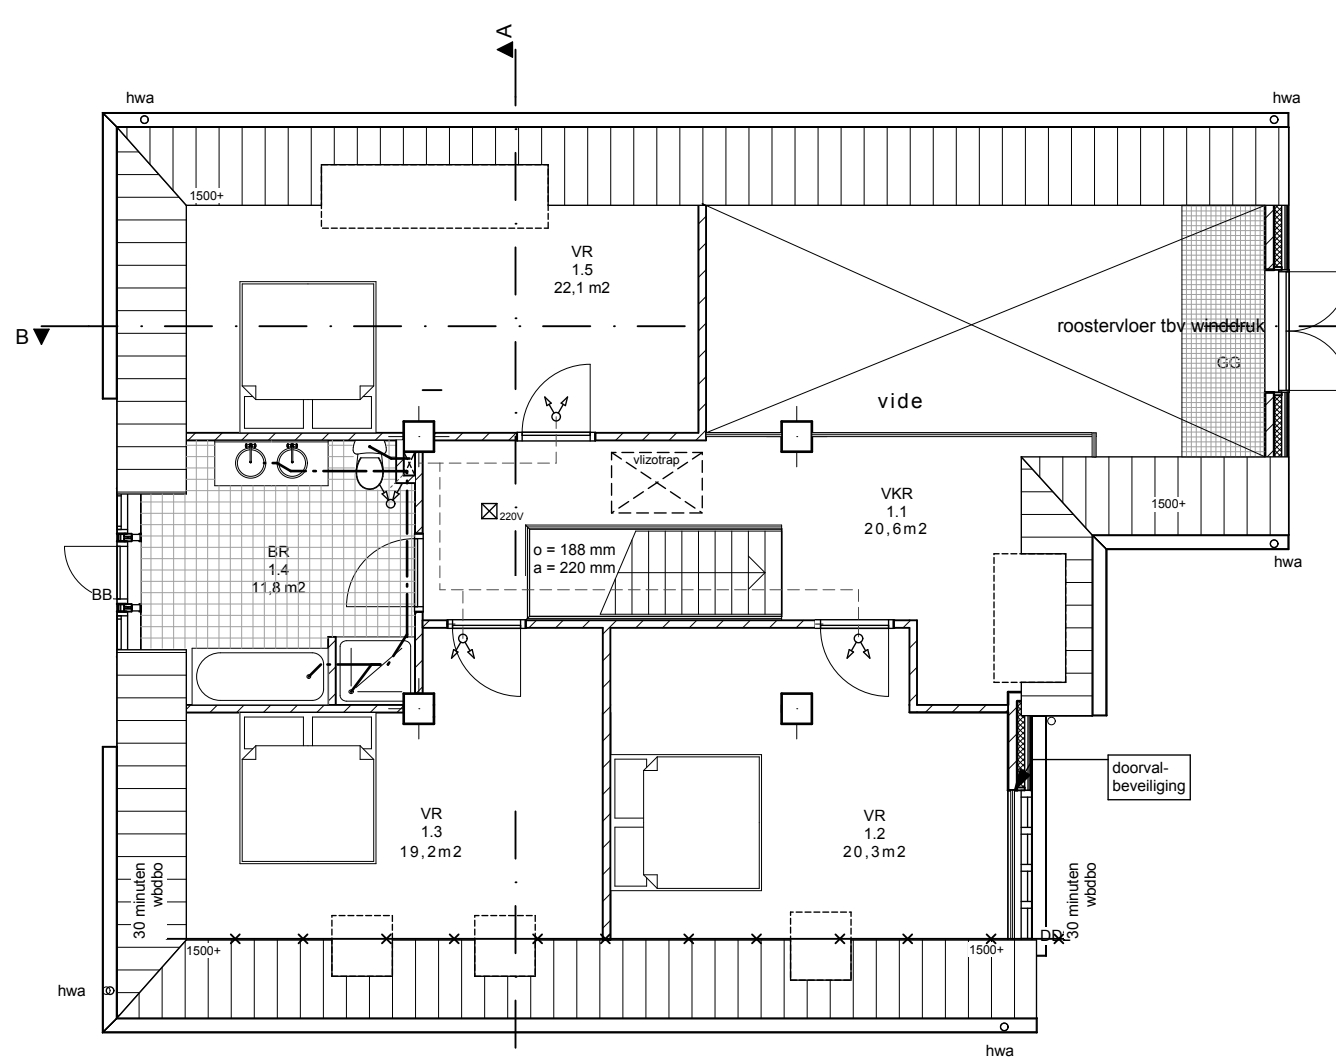 A
hwa
hwa
1500+
VR
1.5
22,1 m2
B
roostervloer tbv winddruk
GG
vide
vlizotrap
VKR
1.1
20,6m2
1500+
220V
o = 188 mm
a = 220 mm
hwa
BR
1.4
11,8 m2
BB
doorval-
beveiliging
VR
1.3
19,2m2
VR
1.2
20,3m2
30 minuten
wbdbo
30 minuten
wbdbo
DD
1500+
1500+
hwa
hwa